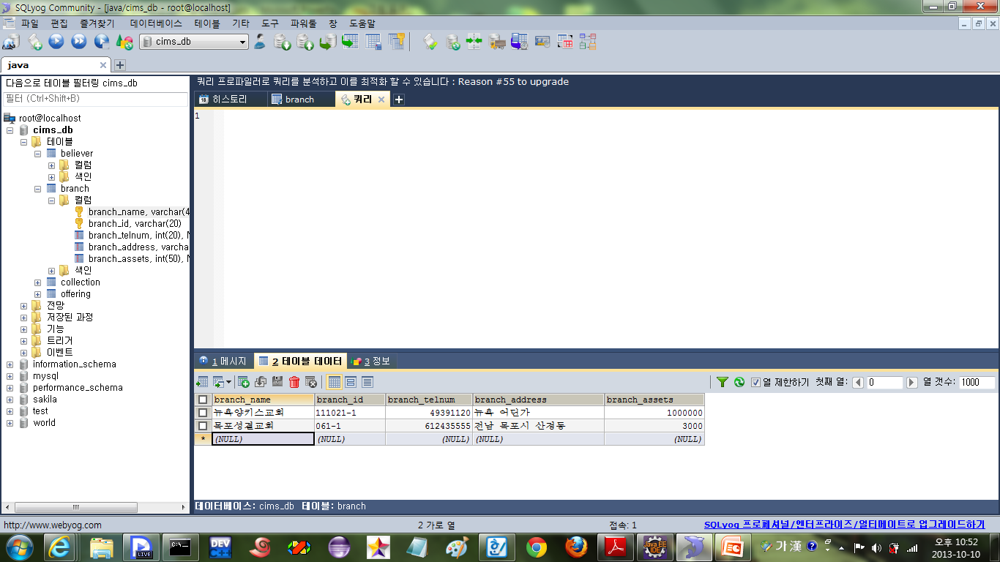 SQLyog Community - [java/cims_db - root@localhost]
파일 편집 즐겨찾기 데이터베이스 테이블 기타 도구 파워툴 창 도움말
cims_db
java
다음으로 테이블 필터링 cims_db
필터 (Ctrl+Shift+B)
root@localhost
cims_db
테이블
believer
컬럼
색인
branch
컬럼
branch_name, varchar(4
branch_id, varchar(20)
branch_telnum, int(20), N
branch_address, varcha
branch_assets, int(50), N
색인
collection
offering
전망
저장된 과정
기능
트리거
이벤트
information_schema
mysql
performance_schema
sakila
test
world
쿼리 프로파일러로 쿼리를 분석하고 이를 최적화 할 수 있습니다 : Reason #55 to upgrade
히스토리 branch 쿼리
1
1 메시지 2 테이블 데이터 3 정보
열 제한하기 첫째 열: 0 열 갯수: 1000
branch_name branch_id branch_telnum branch_address branch_assets
뉴욕양키스교회 111021-1 49391120 뉴욕 어딘가 1000000
목포성결교회 061-1 612435555 전남 목포시 산정동 3000
* (NULL) (NULL) (NULL) (NULL) (NULL)
데이터베이스: cims_db 테이블: branch
http://www.webyog.com 2 가로 열 접속: 1 SQLyog 프로페셔널/엔터프라이즈/얼티메이트로 업그레이드하기
LIVE
DEV C++
Java EE IDE
가 漢
오후 10:52
2013-10-10